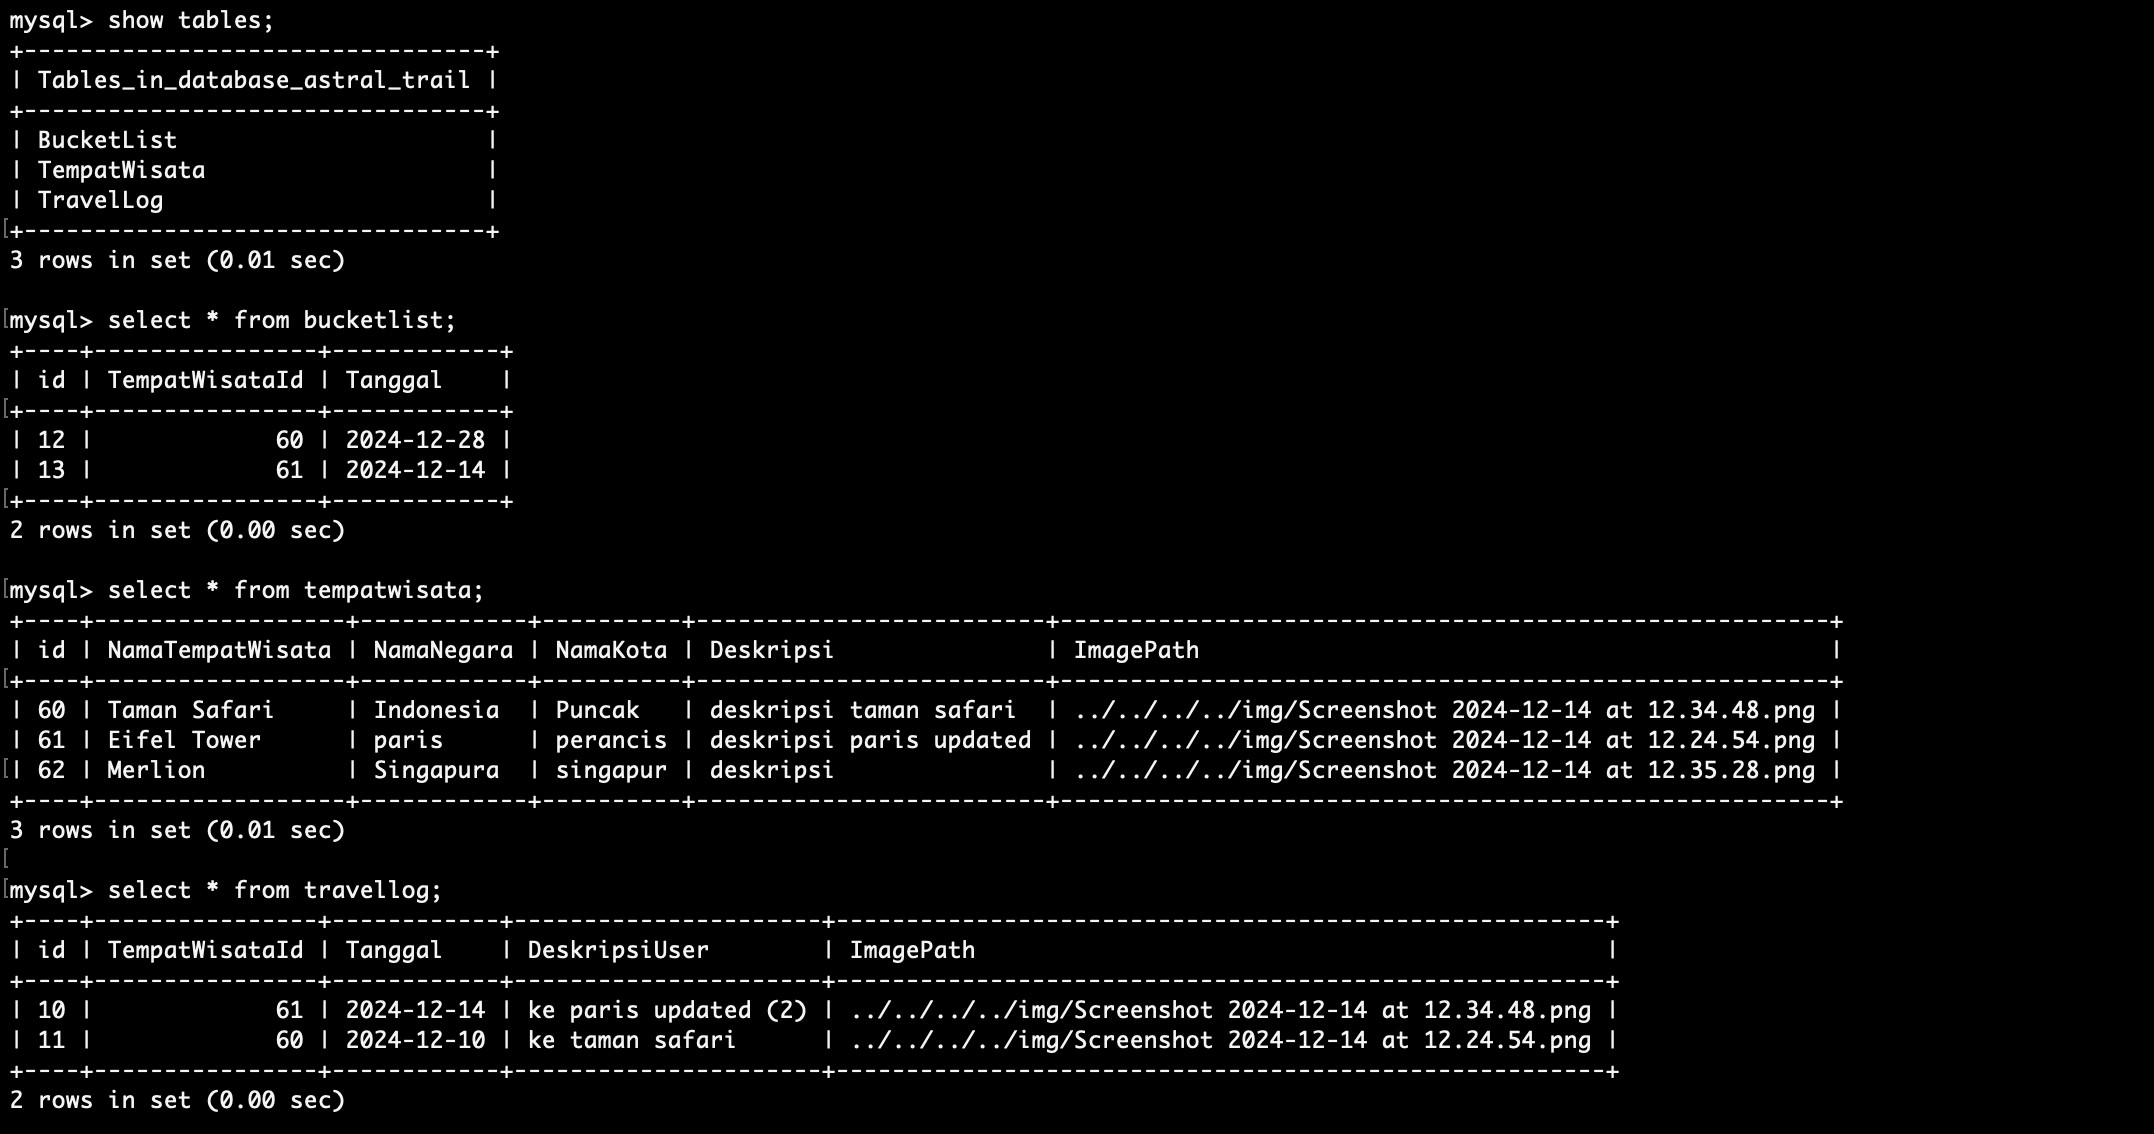 mysql> show tables;
+---------------------------------+
| Tables_in_database_astral_trail |
+---------------------------------+
| BucketList                      |
| TempatWisata                    |
| TravelLog                       |
[+---------------------------------+
3 rows in set (0.01 sec)
[mysql> select * from bucketlist;
+----+----------------+------------+
| id | TempatWisataId | Tanggal    |
[+----+----------------+------------+
| 12 |             60 | 2024-12-28 |
| 13 |             61 | 2024-12-14 |
[+----+----------------+------------+
2 rows in set (0.00 sec)
[mysql> select * from tempatwisata;
+----+------------------+------------+----------+-------------------------+-------------------------------------------------------+
| id | NamaTempatWisata | NamaNegara | NamaKota | Deskripsi               | ImagePath                                             |
[+----+------------------+------------+----------+-------------------------+-------------------------------------------------------+
| 60 | Taman Safari     | Indonesia  | Puncak   | deskripsi taman safari  | ../../../../img/Screenshot 2024-12-14 at 12.34.48.png |
| 61 | Eifel Tower      | paris      | perancis | deskripsi paris updated | ../../../../img/Screenshot 2024-12-14 at 12.24.54.png |
[| 62 | Merlion          | Singapura  | singapur | deskripsi               | ../../../../img/Screenshot 2024-12-14 at 12.35.28.png |
+----+------------------+------------+----------+-------------------------+-------------------------------------------------------+
3 rows in set (0.01 sec)
[
[mysql> select * from travellog;
+----+----------------+------------+----------------------+-------------------------------------------------------+
| id | TempatWisataId | Tanggal    | DeskripsiUser        | ImagePath                                             |
+----+----------------+------------+----------------------+-------------------------------------------------------+
| 10 |             61 | 2024-12-14 | ke paris updated (2) | ../../../../img/Screenshot 2024-12-14 at 12.34.48.png |
| 11 |             60 | 2024-12-10 | ke taman safari      | ../../../../img/Screenshot 2024-12-14 at 12.24.54.png |
+----+----------------+------------+----------------------+-------------------------------------------------------+
2 rows in set (0.00 sec)